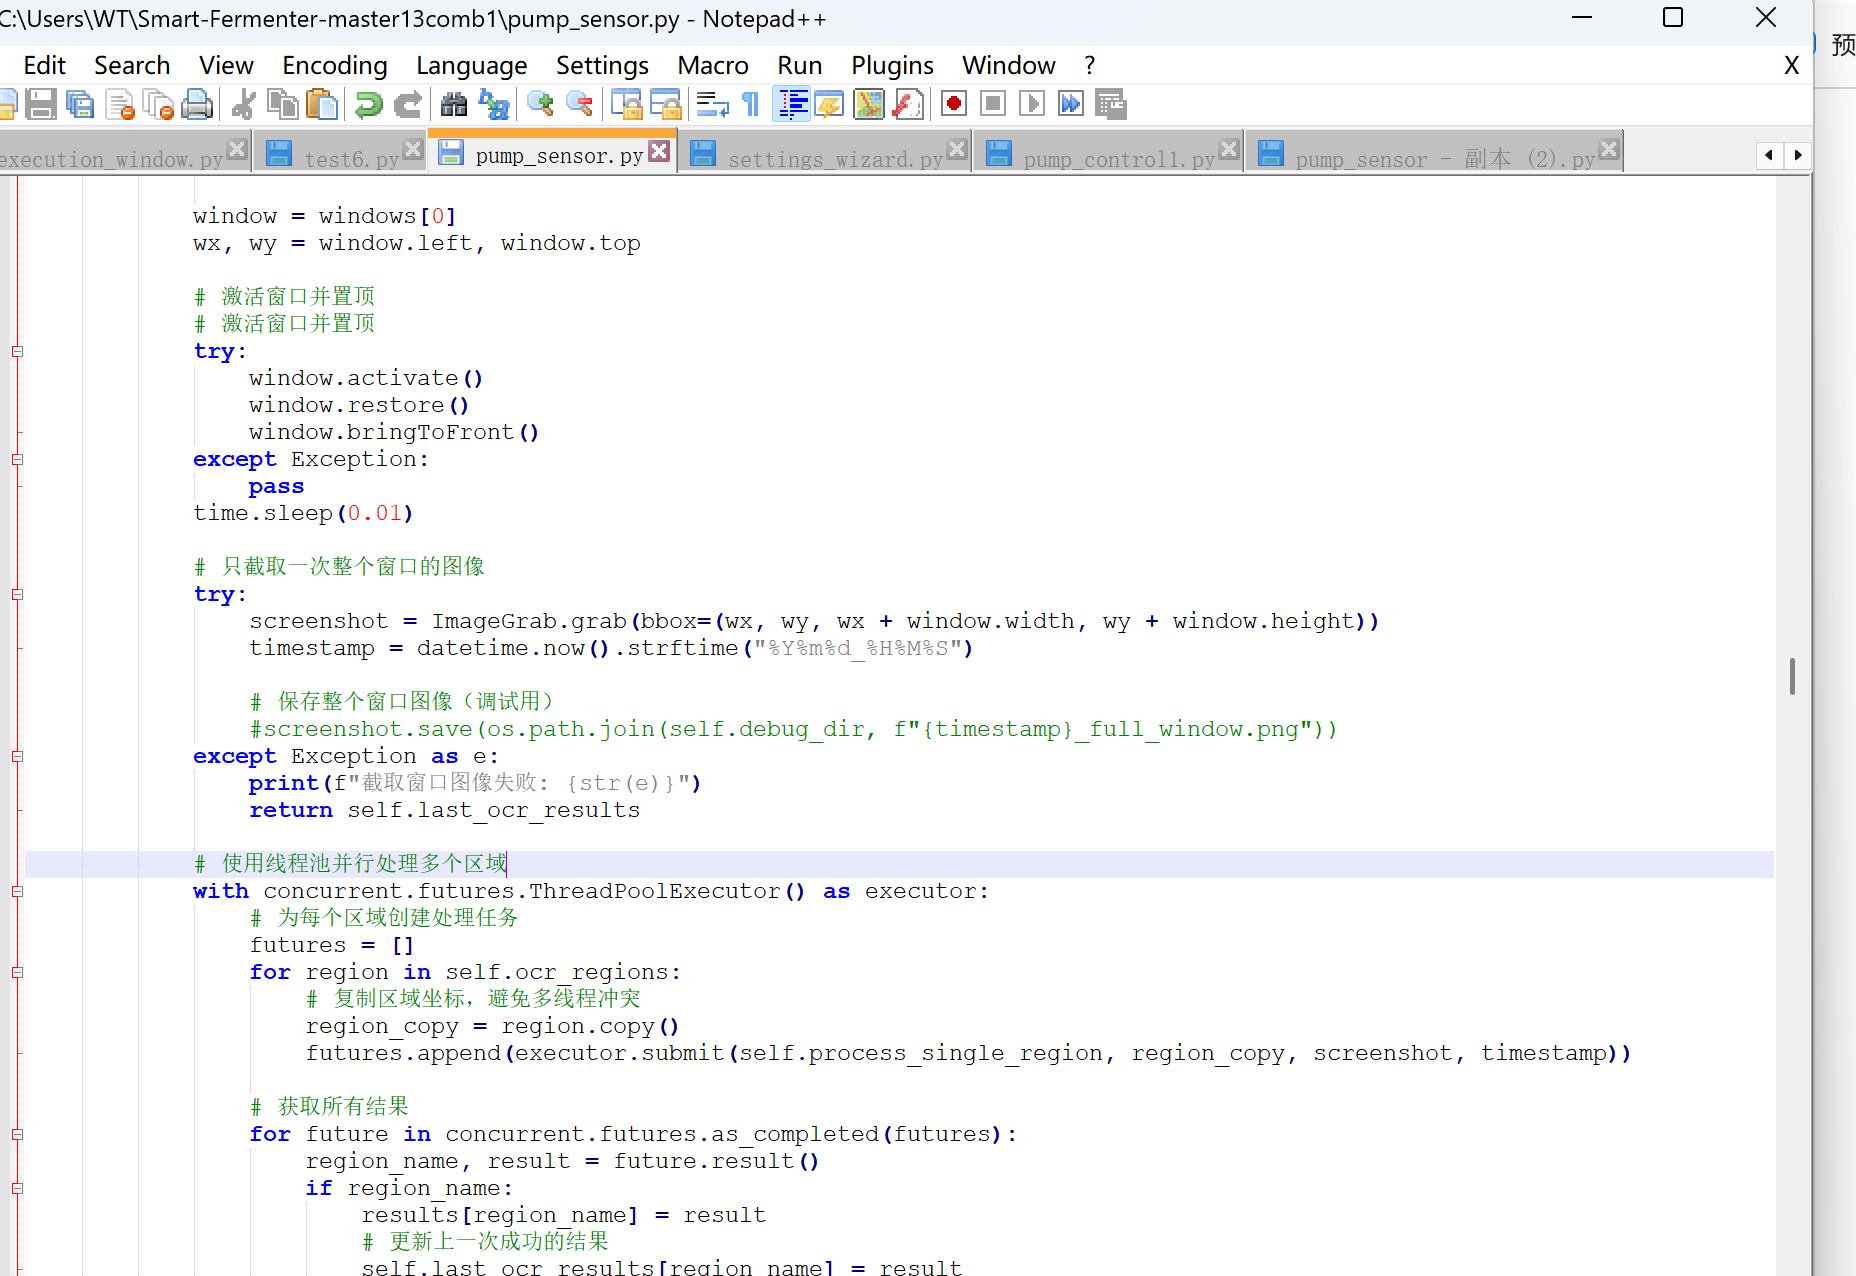 C:\Users\WT\Smart-Fermenter-master13comb1\pump_sensor.py - Notepad++
预
Edit Search View Encoding Language Settings Macro Run Plugins Window ? X
execution_window.py test6.py pump_sensor.py settings_wizard.py pump_control1.py pump_sensor - 副本 (2).py
window = windows[0]
wx, wy = window.left, window.top
# 激活窗口并置顶
# 激活窗口并置顶
try:
window.activate()
window.restore()
window.bringToFront()
except Exception:
pass
time.sleep(0.01)
# 只截取一次整个窗口的图像
try:
screenshot = ImageGrab.grab(bbox=(wx, wy, wx + window.width, wy + window.height))
timestamp = datetime.now().strftime("%Y%m%d_%H%M%S")
# 保存整个窗口图像（调试用）
#screenshot.save(os.path.join(self.debug_dir, f"{timestamp}_full_window.png"))
except Exception as e:
print(f"截取窗口图像失败: {str(e)}")
return self.last_ocr_results
# 使用线程池并行处理多个区域
with concurrent.futures.ThreadPoolExecutor() as executor:
# 为每个区域创建处理任务
futures = []
for region in self.ocr_regions:
# 复制区域坐标，避免多线程冲突
region_copy = region.copy()
futures.append(executor.submit(self.process_single_region, region_copy, screenshot, timestamp))
# 获取所有结果
for future in concurrent.futures.as_completed(futures):
region_name, result = future.result()
if region_name:
results[region_name] = result
# 更新上一次成功的结果
self.last_ocr_results[region_name] = result